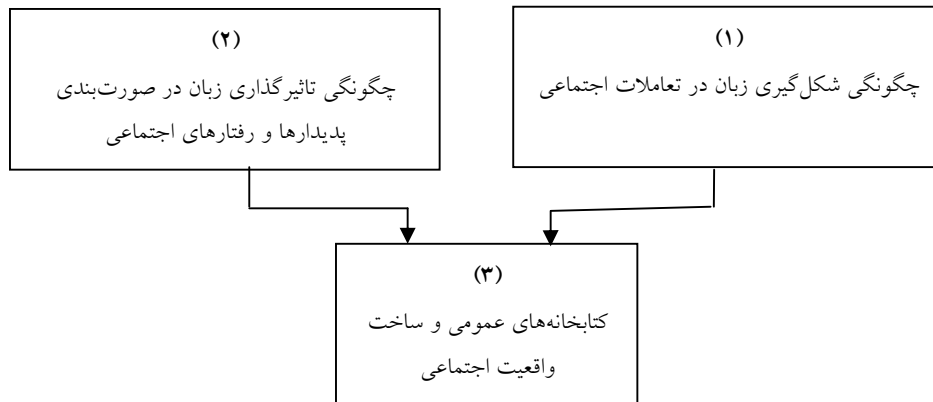 (۱)
چگونگی شکل‌گیری زبان در تعاملات اجتماعی
(۲)
چگونگی تاثیرگذاری زبان در صورت‌بندی
پدیدارها و رفتارهای اجتماعی
(۳)
کتابخانه‌های عمومی و ساخت
واقعیت اجتماعی